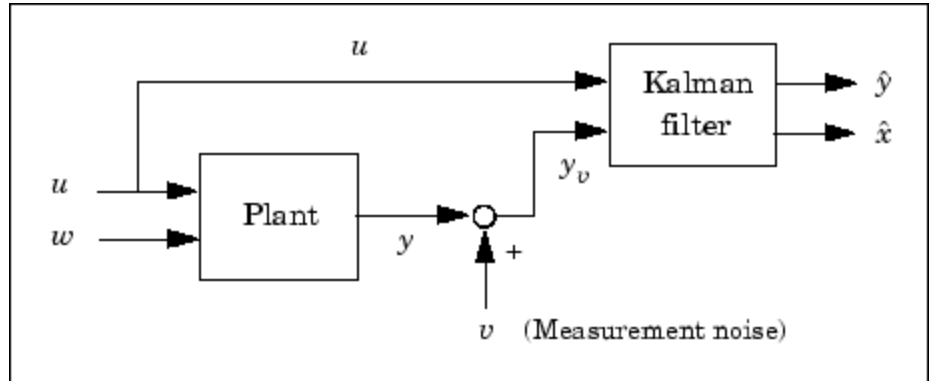 u
Kalman
filter
ŷ
x̂
y_v
u
w
Plant
y
+
v (Measurement noise)